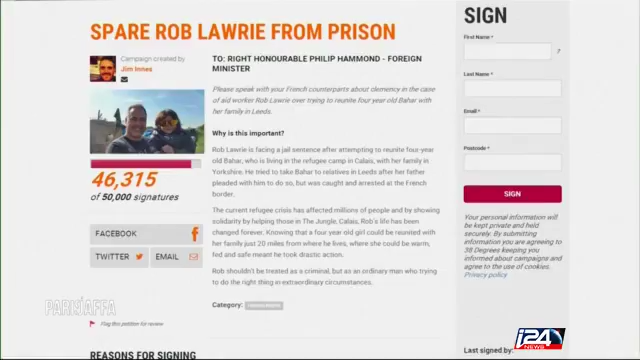 SPARE ROB LAWRIE FROM PRISON
Campaign created by
Jim Innes
46,315
of 50,000 signatures
FACEBOOK
TWITTER
EMAIL
Flag this petition for review
TO: RIGHT HONOURABLE PHILIP HAMMOND - FOREIGN
MINISTER
Please speak with your French counterparts about clemency in the case
of aid worker Rob Lawrie over trying to reunite four year old Bahar with
her family in Leeds.
Why is this important?
Rob Lawrie is facing a jail sentence after attempting to reunite four-year
old Bahar, who is living in the refugee camp in Calais, with her family in
Yorkshire. He tried to take Bahar to relatives in Leeds after her father
pleaded with him to do so, but was caught and arrested at the French
border.
The current refugee crisis has affected millions of people and by showing
solidarity by helping those in The Jungle, Calais, Rob's life has been
changed forever. Knowing that a four year old girl could be reunited with
her family just 20 miles from where he lives, where she could be warm,
fed and safe meant he took drastic action.
Rob shouldn't be treated as a criminal, but as an ordinary man who trying
to do the right thing in extraordinary circumstances.
Category:
REASONS FOR SIGNING
SIGN
First Name *
Last Name *
Email *
Postcode *
SIGN
Your personal information will
be kept private and held
securely. By submitting
information you are agreeing to
38 Degrees keeping you
informed about campaigns and
agree to the use of cookies.
Privacy policy
Last signed by:
i24
NEWS